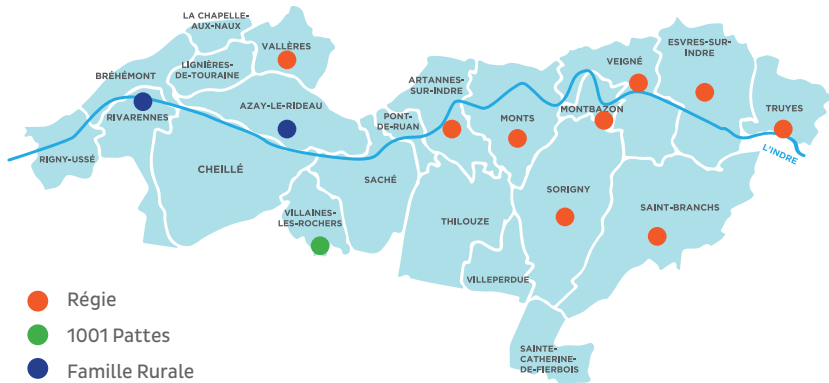 LA CHAPELLE-
AUX-NAUX
VALLÈRES
LIGNIÈRES-
DE-TOURAINE
BRÉHÉMONT
RIVARENNES
RIGNY-USSÉ
AZAY-LE-RIDEAU
CHEILLÉ
VILLAINES-
LES-ROCHERS
SACHÉ
PONT-
DE-RUAN
ARTANNES-
SUR-INDRE
MONTS
THILOUZE
VILLEPERDUE
SAINTE-
CATHERINE-
DE-FIERBOIS
SORIGNY
MONTBAZON
VEIGNÉ
ESVRES-SUR-
INDRE
TRUYES
L'INDRE
SAINT-BRANCHS
Régie
1001 Pattes
Famille Rurale